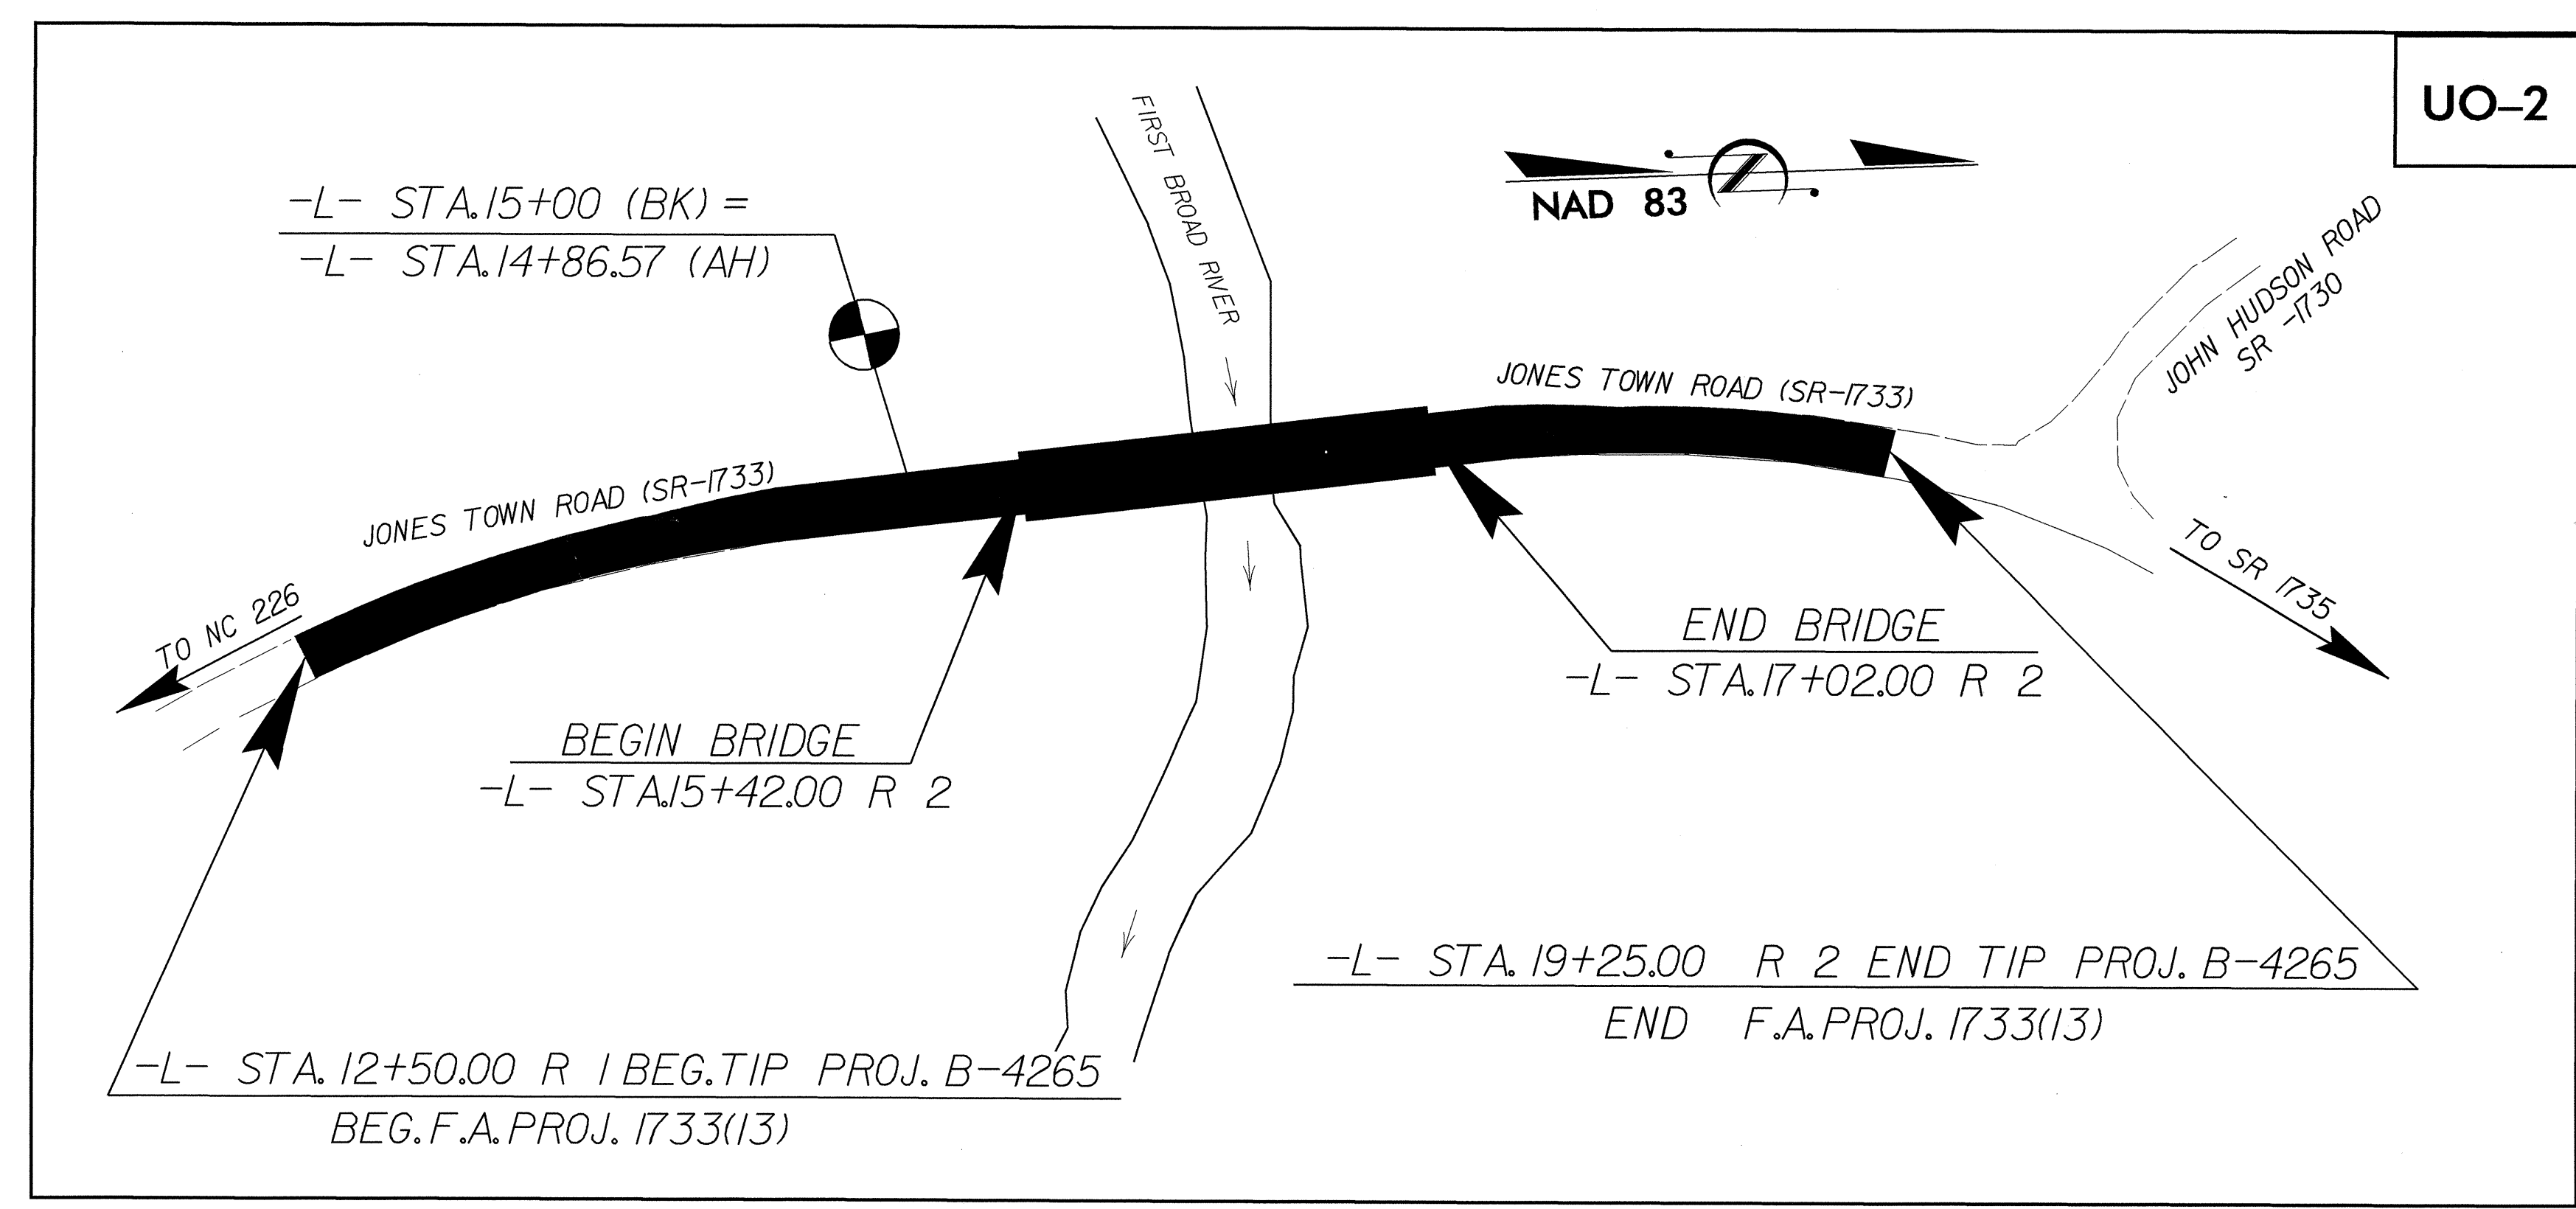 UO-2
FIRST BROAD RIVER
NAD 83
-L- STA.15+00 (BK) =
-L- STA.14+86.57 (AH)
JOHN HUDSON ROAD
SR -1730
JONES TOWN ROAD (SR-1733)
JONES TOWN ROAD (SR-1733)
TO NC 226
TO SR 1735
END BRIDGE
-L- STA.17+02.00 R 2
BEGIN BRIDGE
-L- STA.15+42.00 R 2
-L- STA. 19+25.00 R 2 END TIP PROJ. B-4265
END F.A.PROJ. 1733(13)
-L- STA. 12+50.00 R 1 BEG.TIP PROJ. B-4265
BEG.F.A.PROJ. 1733(13)